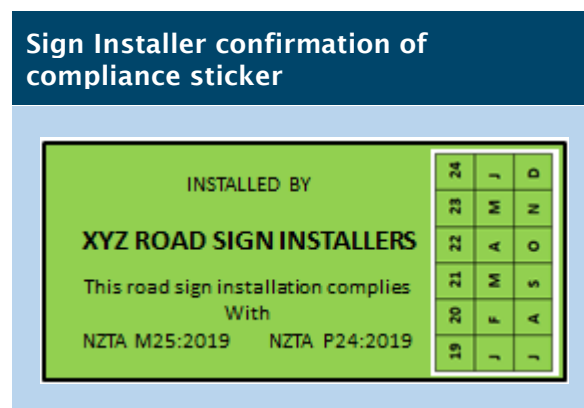 Sign Installer confirmation of
compliance sticker
INSTALLED BY
XYZ ROAD SIGN INSTALLERS
This road sign installation complies
With
NZTA M25:2019 NZTA P24:2019
24 J D
23 M N
22 A O
21 M S
20 F A
19 J J